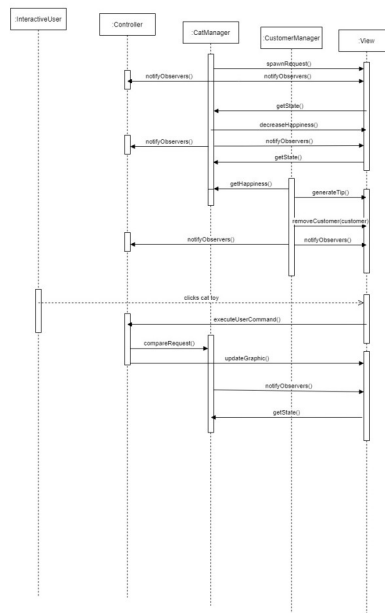 :InteractiveUser
:Controller
:CatManager
:CustomerManager
:View
spawnRequest()
notifyObservers()
notifyObservers()
getState()
decreaseHappiness()
notifyObservers()
notifyObservers()
getState()
getHappiness()
generateTip()
removeCustomer(customer)
notifyObservers()
notifyObservers()
clicks cat toy
executeUserCommand()
compareRequest()
updateGraphic()
notifyObservers()
getState()